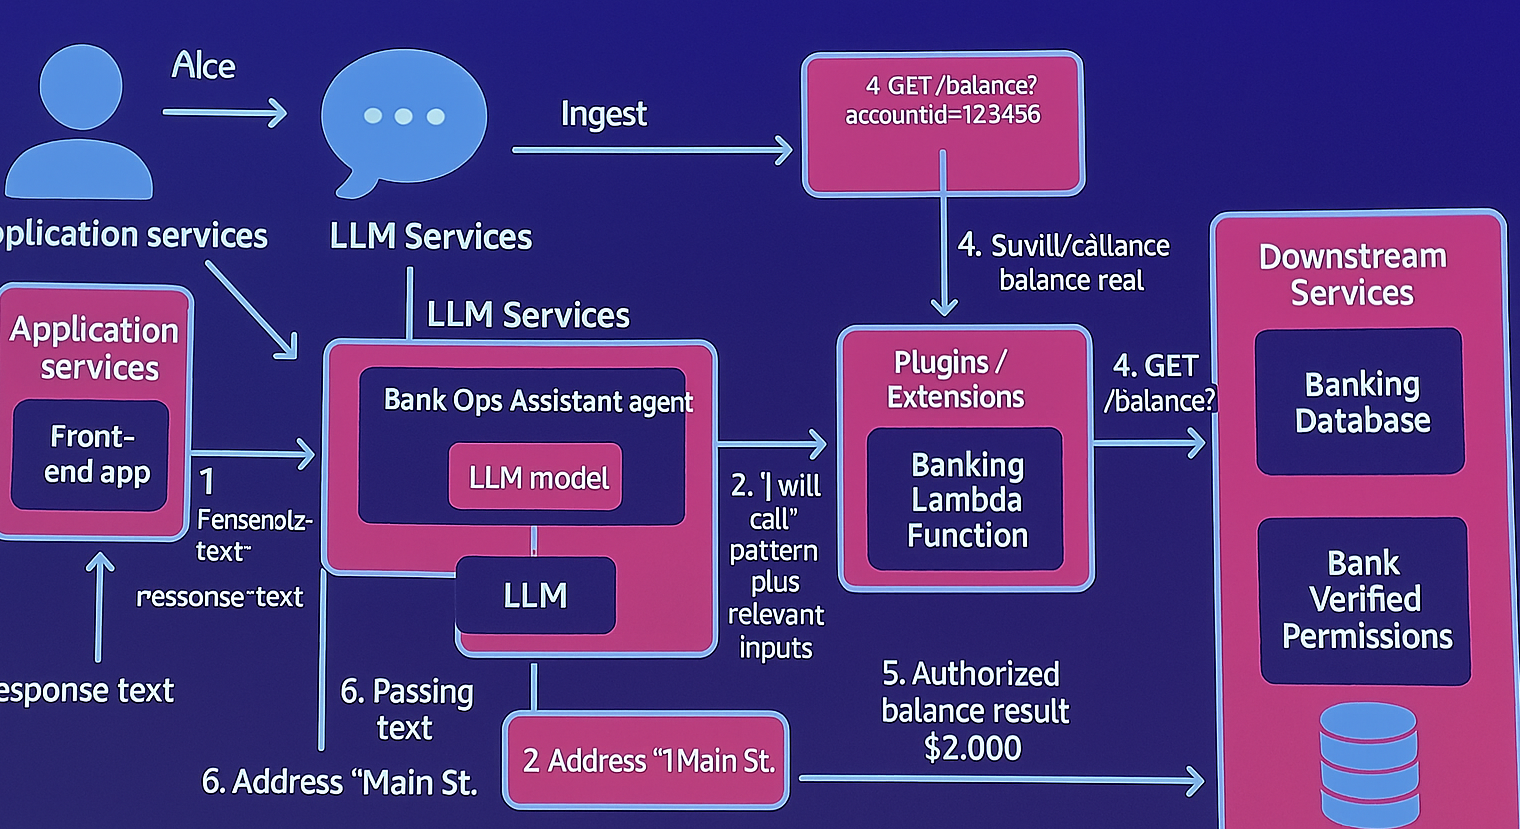 Alce
Ingest
4 GET/balance?
accountid=123456
pplication services
LLM Services
4. Suvill/càllance
balance real
Downstream
Services
LLM Services
Application
services
Front-
end app
1
Fensenolz-
text-
ressonse-text
esponse text
Bank Ops Assistant agent
LLM model
LLM
2. will
call”
pattern
plus
relevant
inputs
Plugins /
Extensions
Banking
Lambda
Function
4. GET
/balance?
Banking
Database
Bank
Verified
Permissions
6. Passing
text
6. Address “Main St.
2 Address “1Main St.
5. Authorized
balance result
$2.000